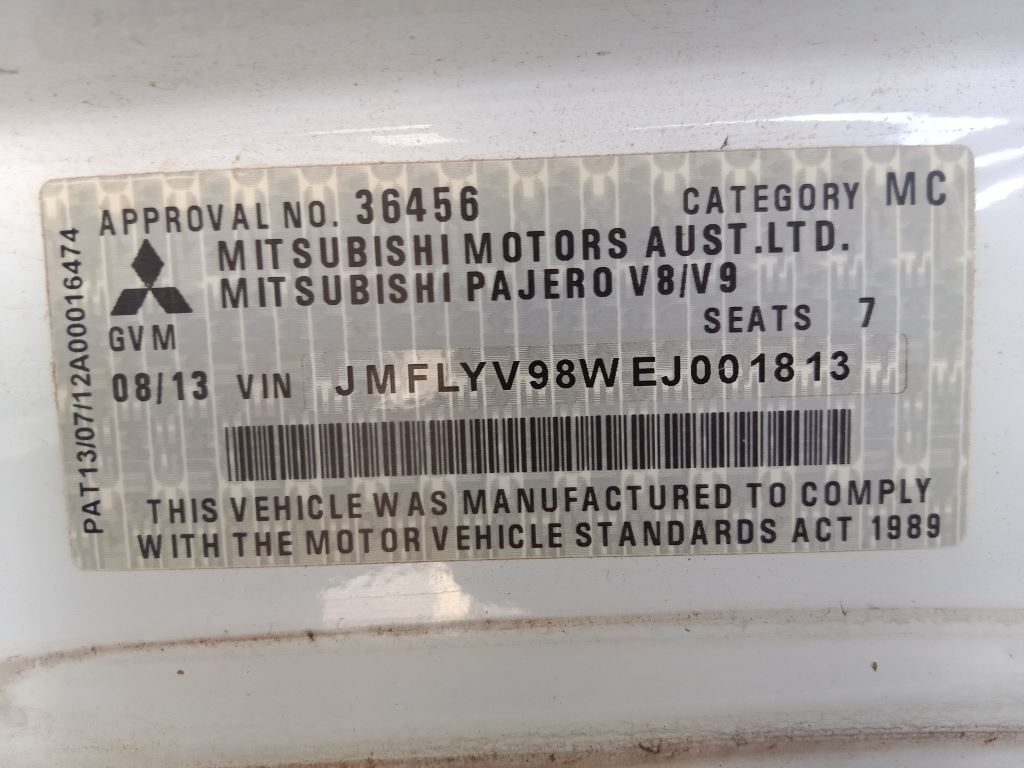 APPROVAL NO. 36456 CATEGORY MC
MITSUBISHI MOTORS AUST.LTD.
MITSUBISHI PAJERO V8/V9
SEATS 7
GVM
08/13 VIN JMFLYV98WEJ001813
THIS VEHICLE WAS MANUFACTURED TO COMPLY
WITH THE MOTOR VEHICLE STANDARDS ACT 1989
PAT13/07/12A00016474